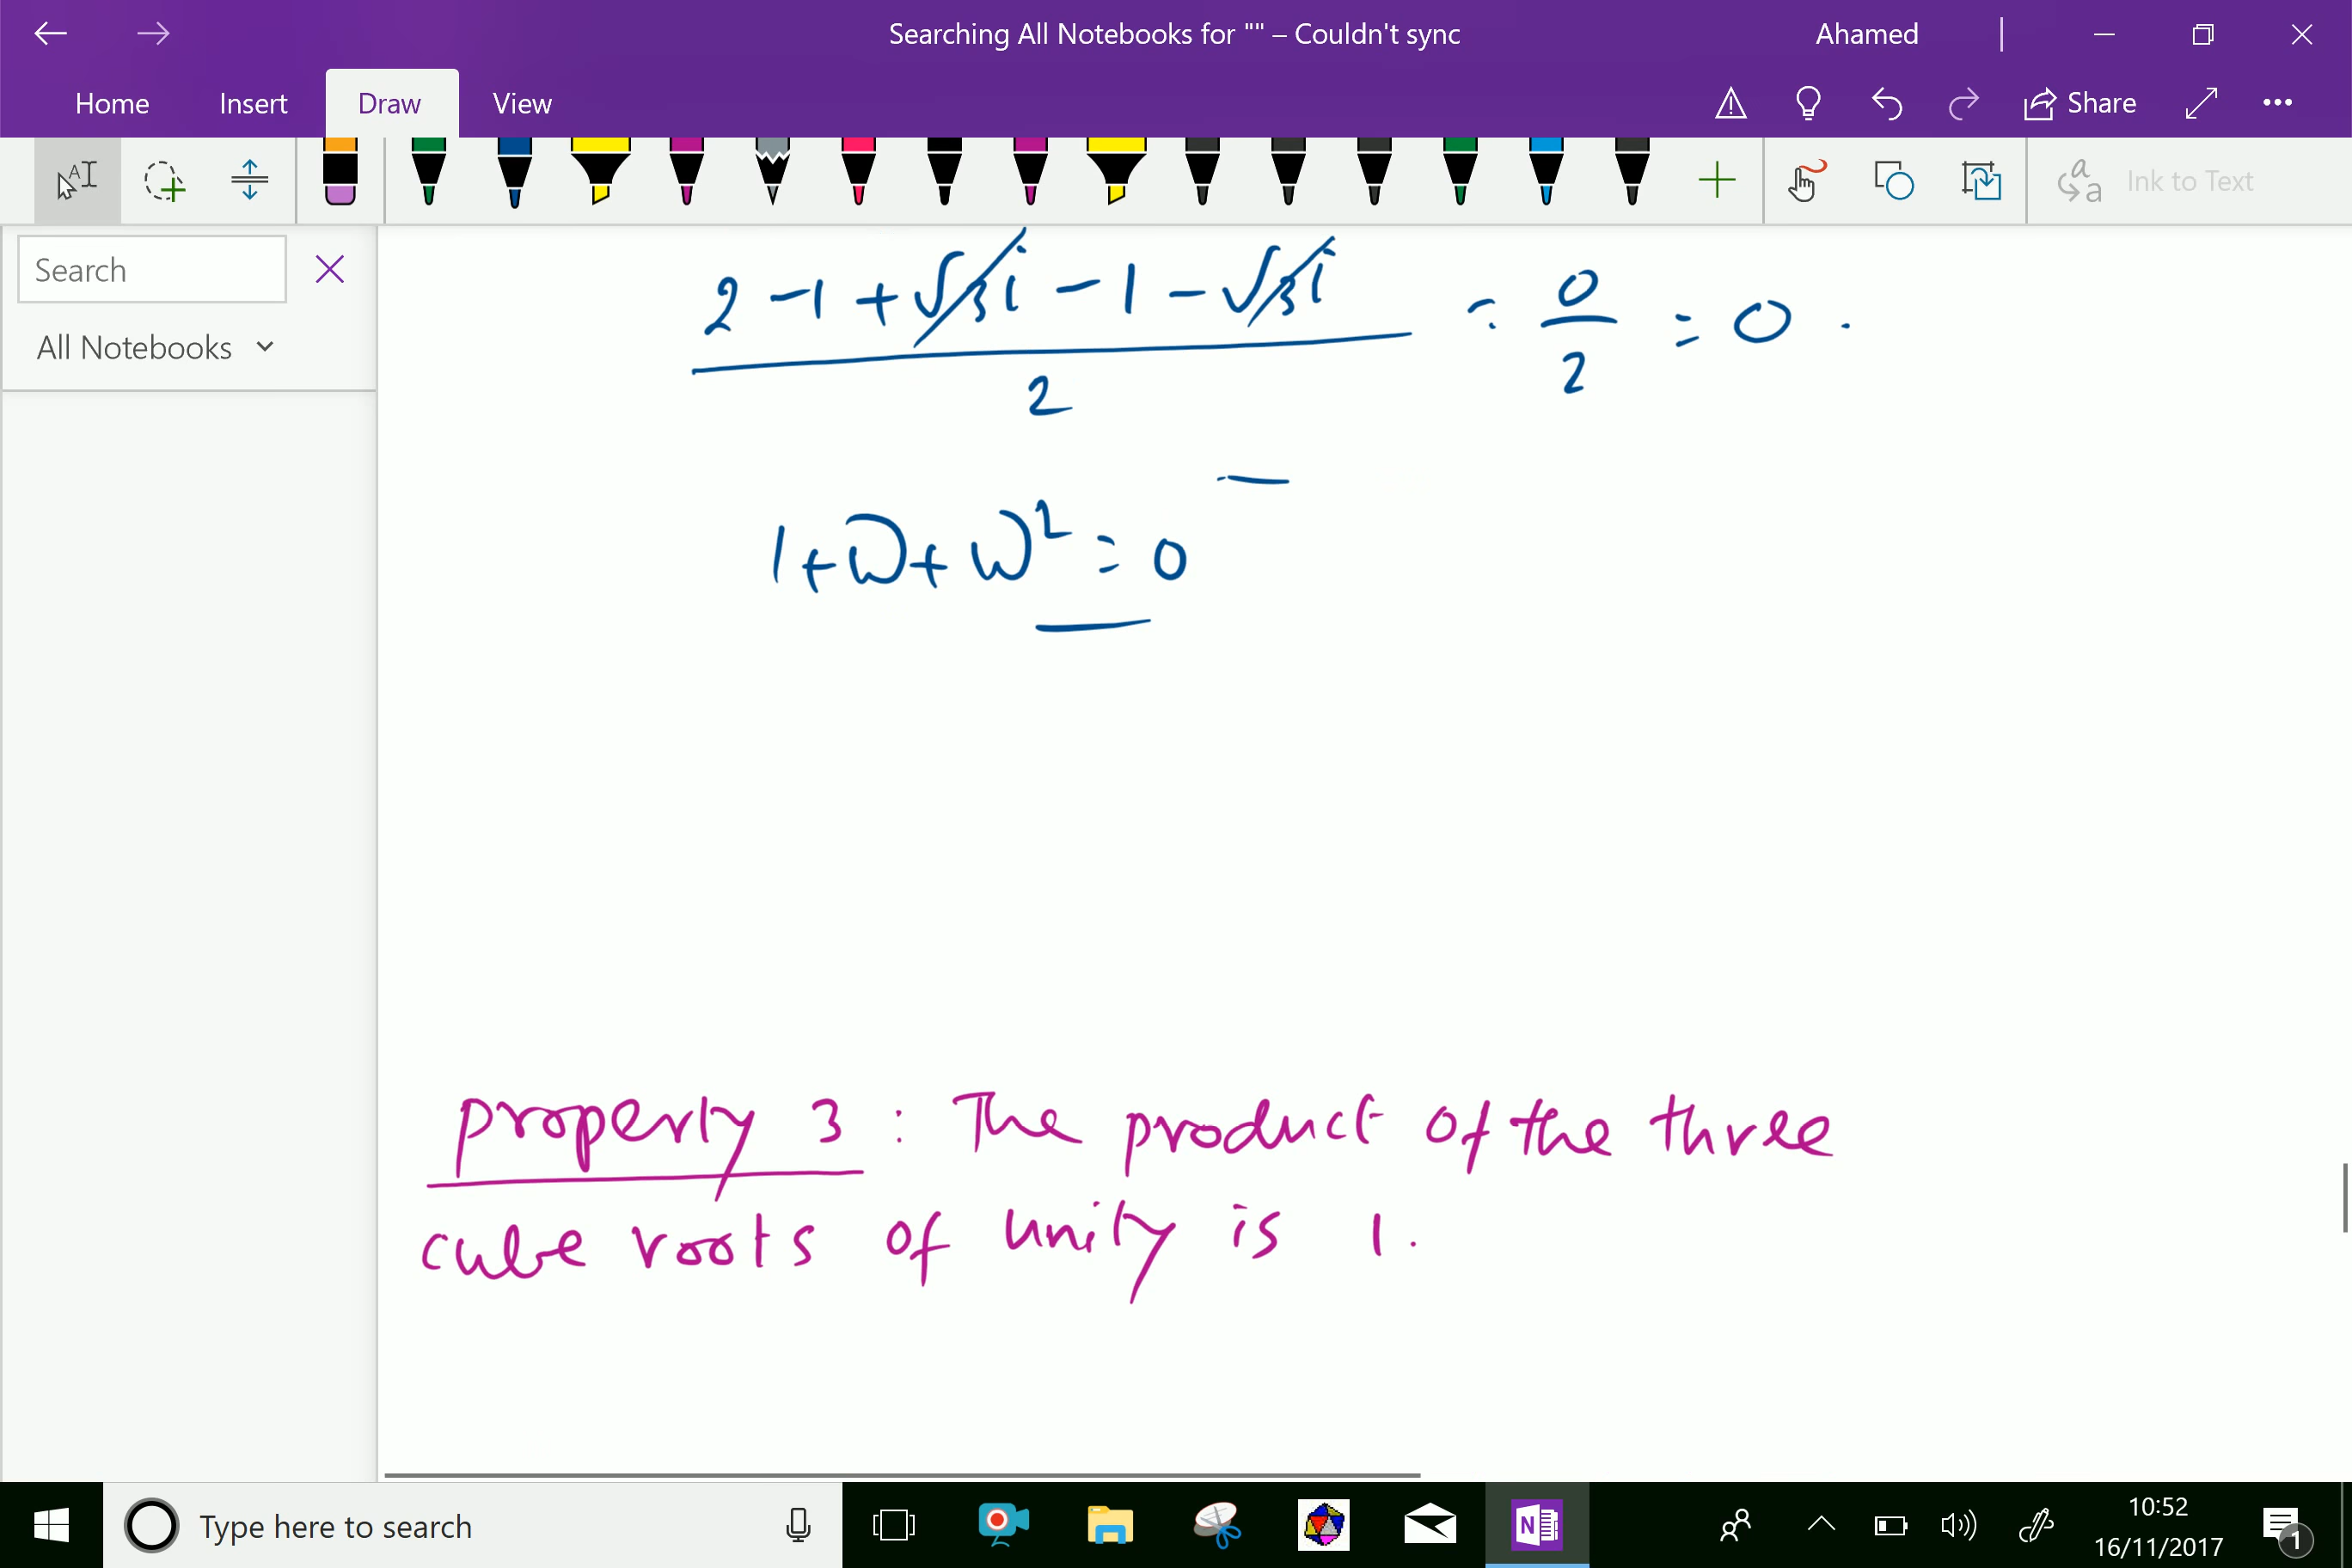 Searching All Notebooks for "" – Couldn't sync
Ahamed
Home Insert Draw View
Share
Ink to Text
Search
All Notebooks
2 -1 + √3i - 1 - √3i
2
= 0/2 = 0 .
1+ω+ω² = 0
property 3 : The product of the three
cube roots of unity is 1.
Type here to search
N
10:52
16/11/2017
1